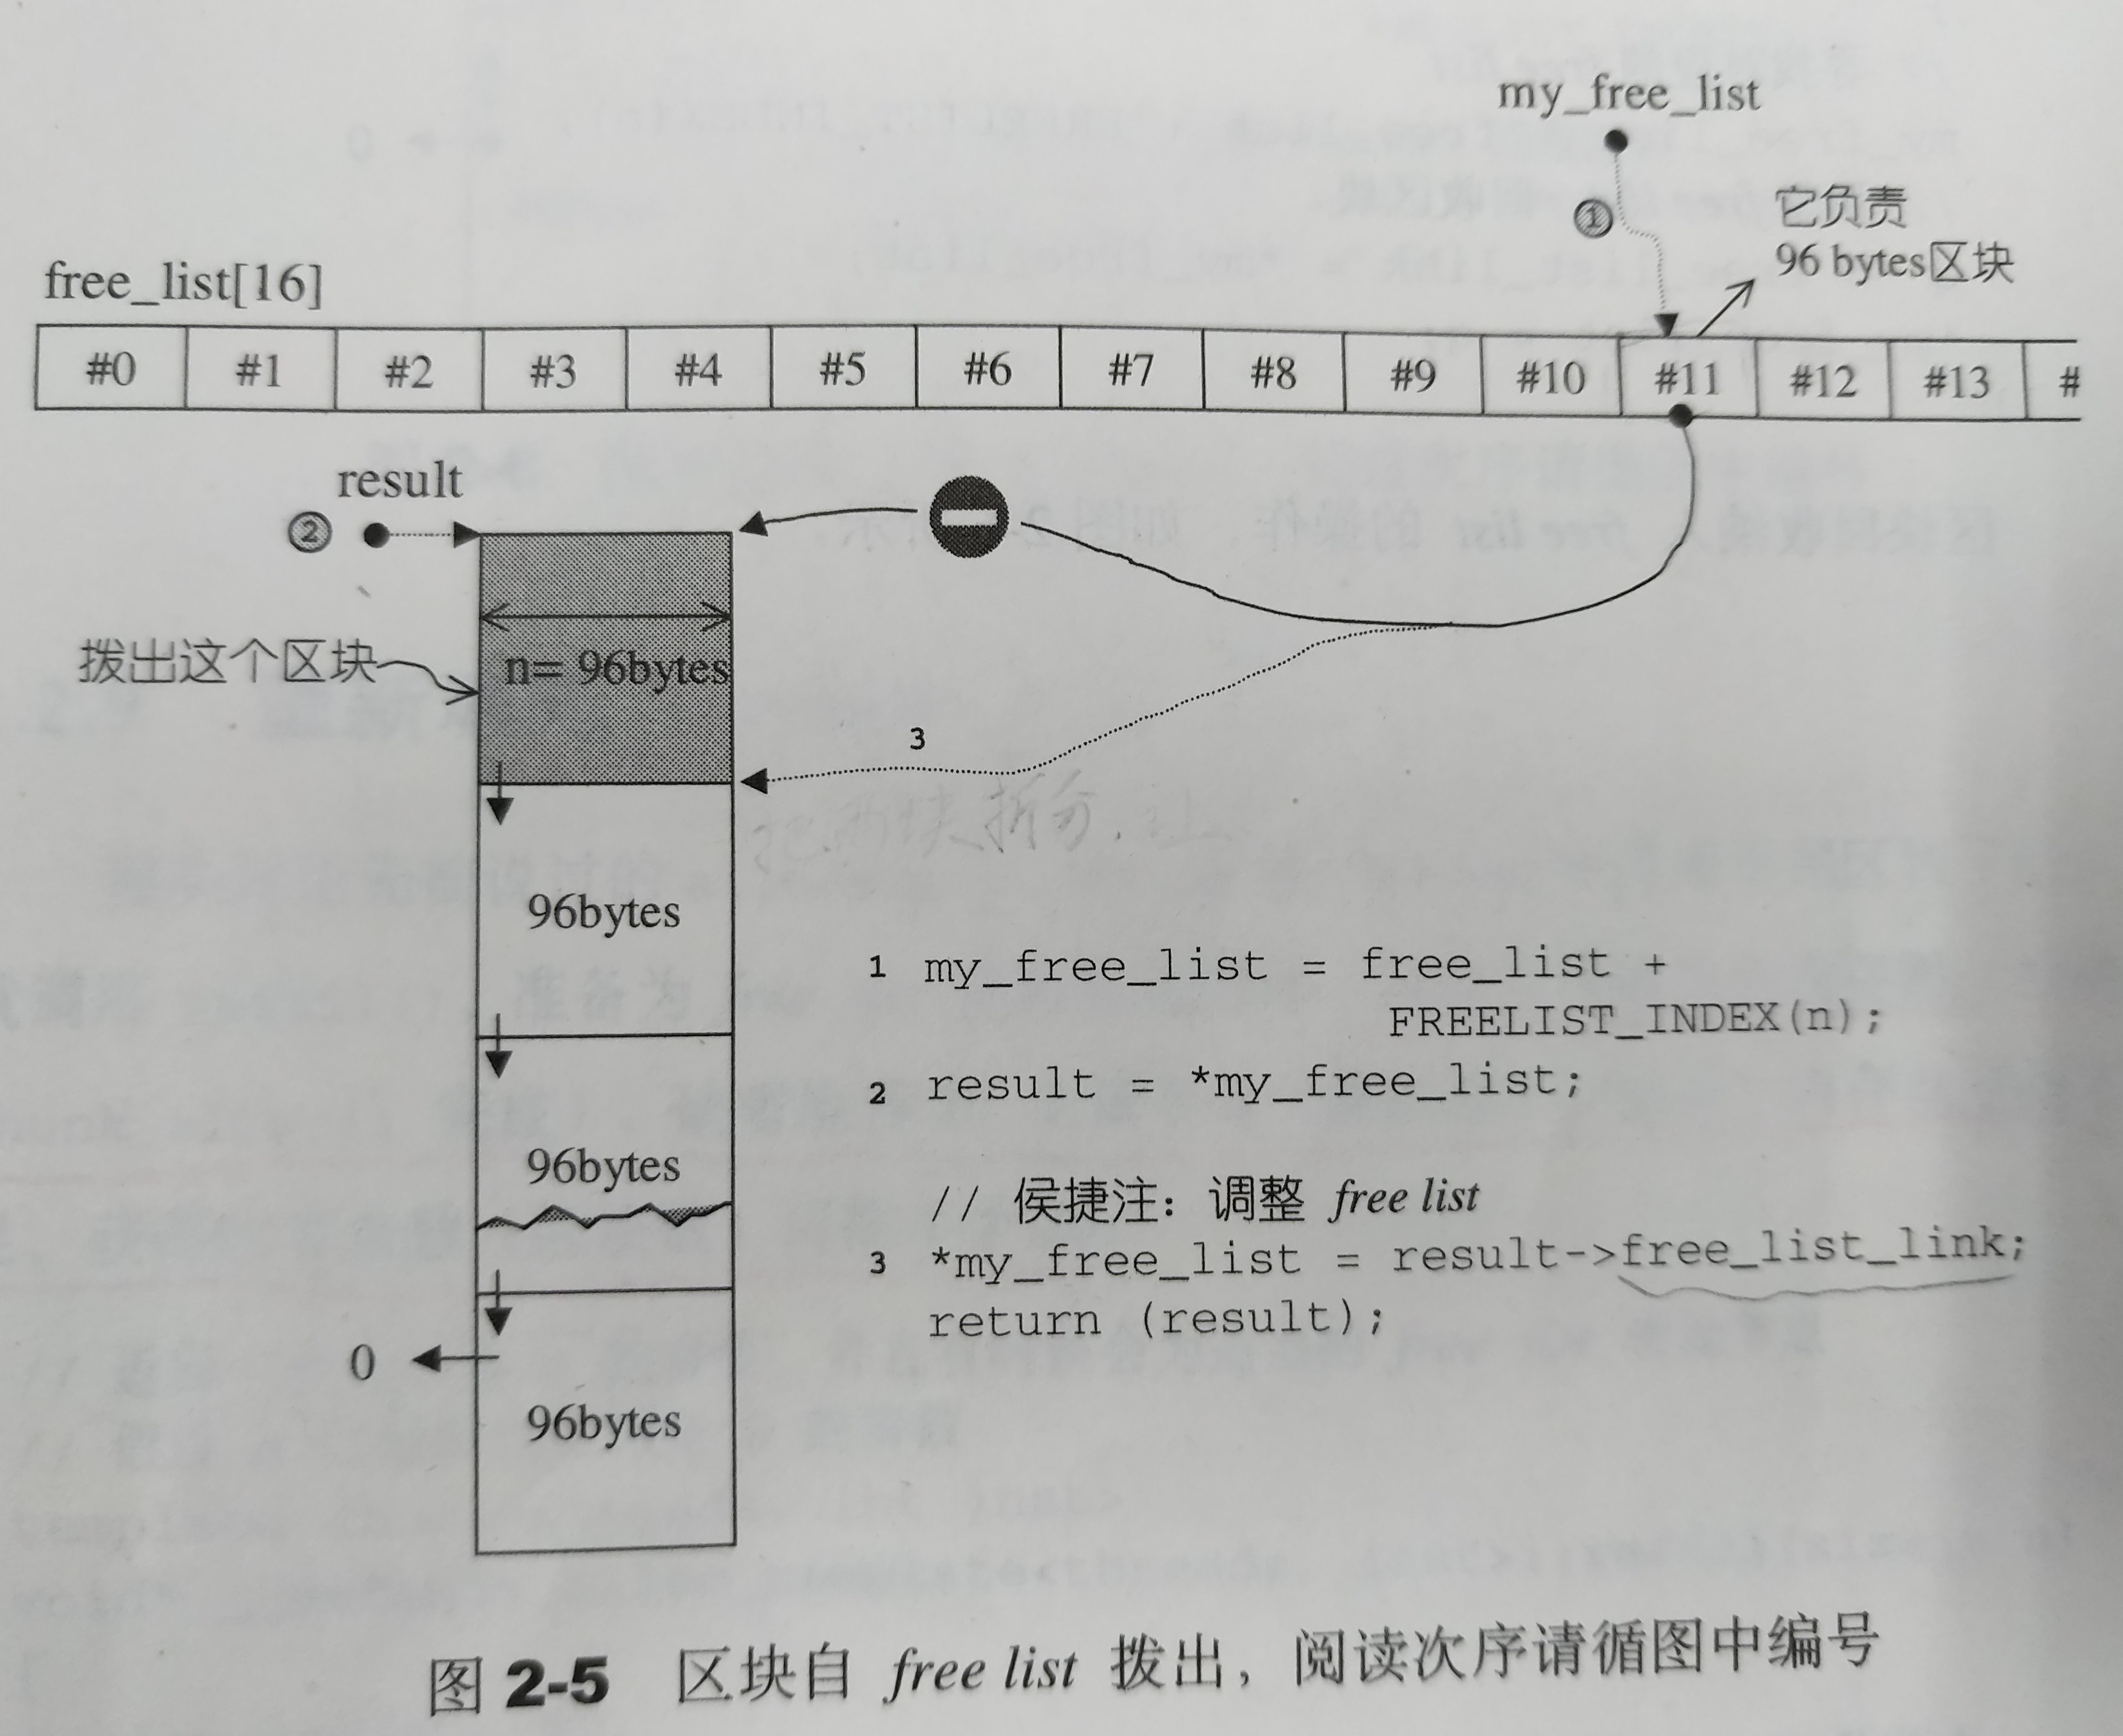 my_free_list
①
它负责
96 bytes区块
free_list[16]
#0 #1 #2 #3 #4 #5 #6 #7 #8 #9 #10 #11 #12 #13 #
result
②
n= 96bytes
拨出这个区块
3
把两块拆分,让
96bytes
1 my_free_list = free_list +
FREELIST_INDEX(n);
2 result = *my_free_list;
96bytes
// 侯捷注：调整 free list
3 *my_free_list = result->free_list_link;
return (result);
0
96bytes
图 2-5 区块自 free list 拨出，阅读次序请循图中编号